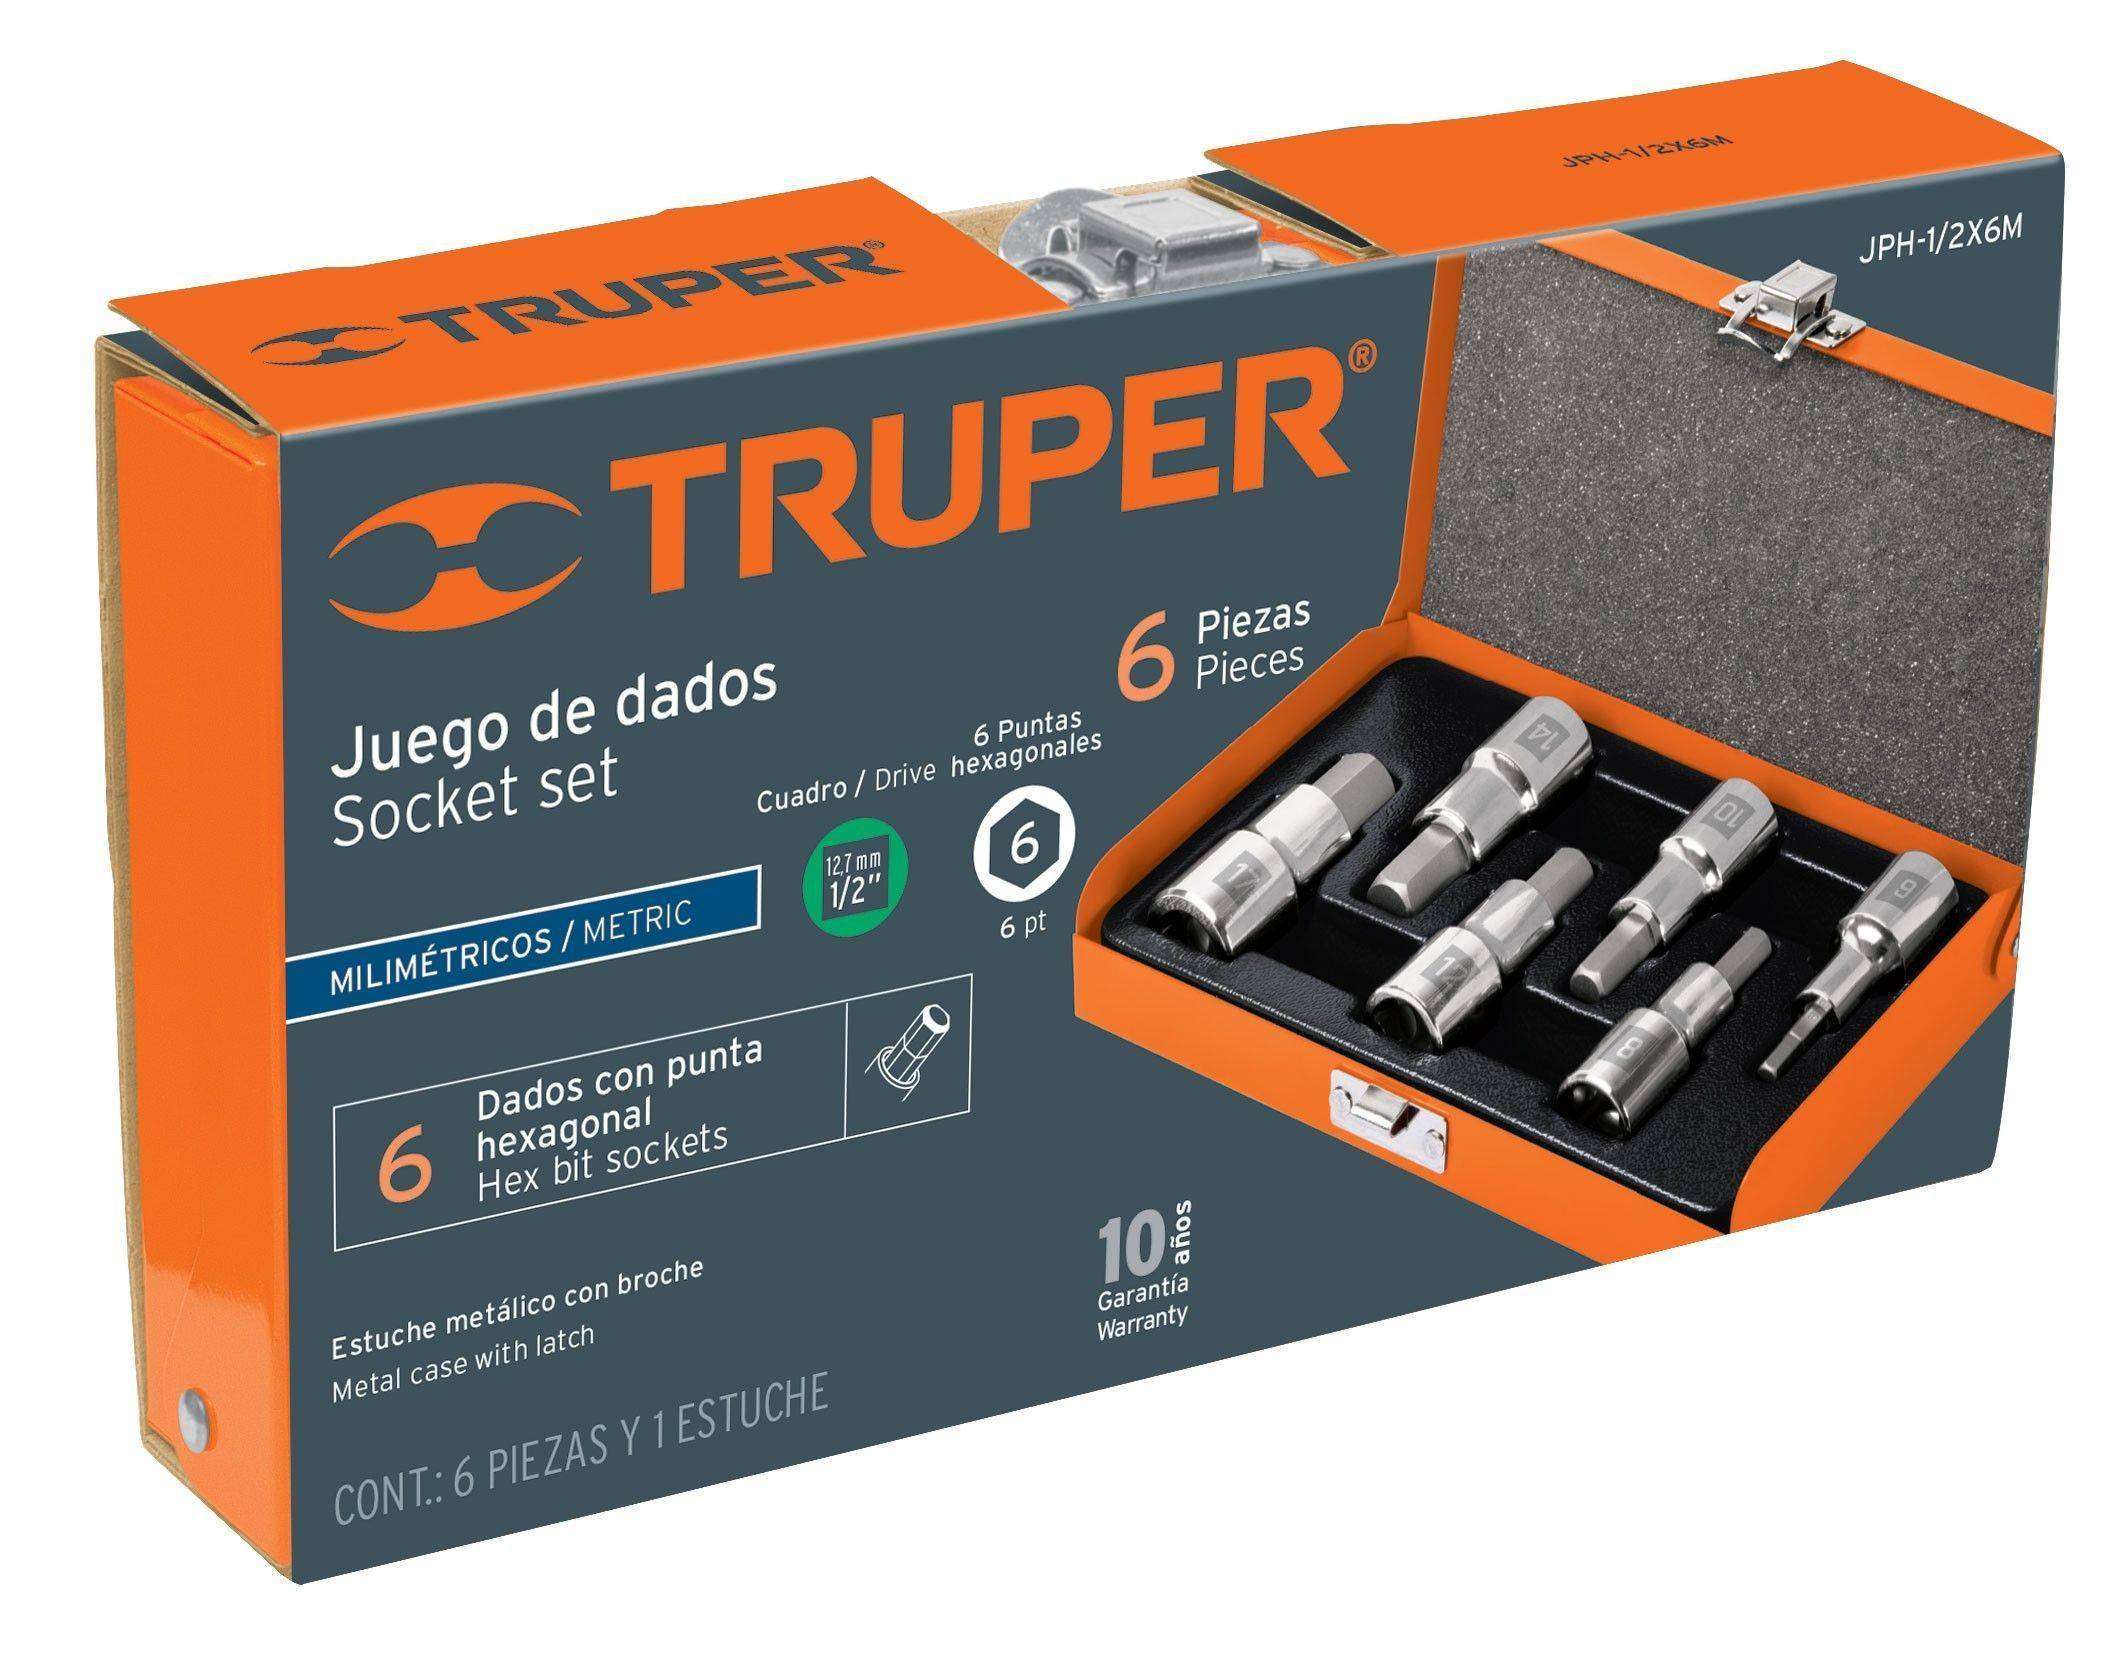 JPH-1/2X6M
TRUPER®
JPH-1/2X6M
TRUPER®
6 Piezas
Pieces
Juego de dados
Socket set
Cuadro / Drive
12,7 mm
1/2"
6 Puntas
hexagonales
6
6 pt
MILIMÉTRICOS / METRIC
6
Dados con punta
hexagonal
Hex bit sockets
Estuche metálico con broche
Metal case with latch
CONT.: 6 PIEZAS Y 1 ESTUCHE
10 años
Garantía
Warranty
14
17
10
12
6
8